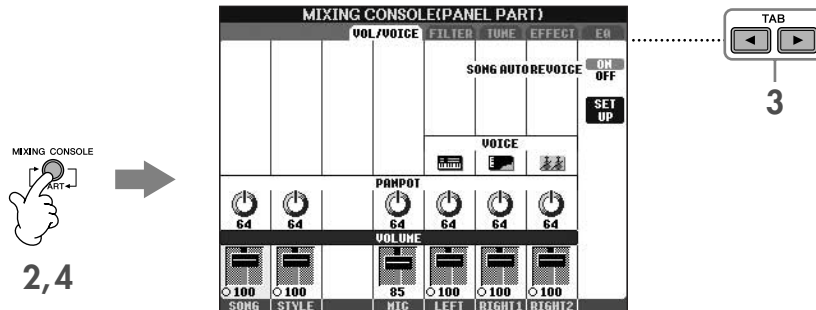 MIXING CONSOLE(PANEL PART)
VOL/VOICE FILTER TUNE EFFECT EQ
TAB
SONG AUTO REVOICE ON
OFF
SET
UP
3
VOICE
MIXING CONSOLE
PART
PANPOT
64 64 64 64 64 64
VOLUME
2,4
100 100 85 100 100 100
SONG STYLE MIC LEFT RIGHT1 RIGHT2